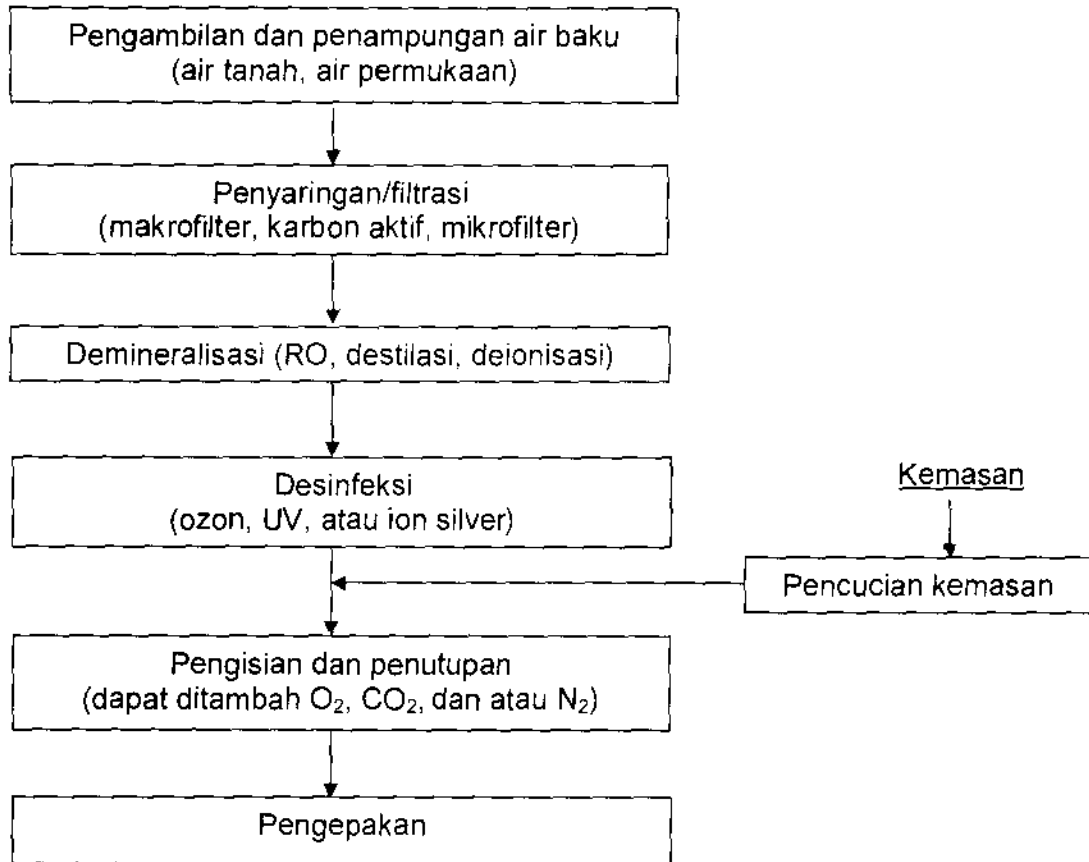 Pengambilan dan penampungan air baku
(air tanah, air permukaan)
Penyaringan/filtrasi
(makrofilter, karbon aktif, mikrofilter)
Demineralisasi (RO, destilasi, deionisasi)
Desinfeksi
(ozon, UV, atau ion silver)
Kemasan
Pencucian kemasan
Pengisian dan penutupan
(dapat ditambah O₂, CO₂, dan atau N₂)
Pengepakan